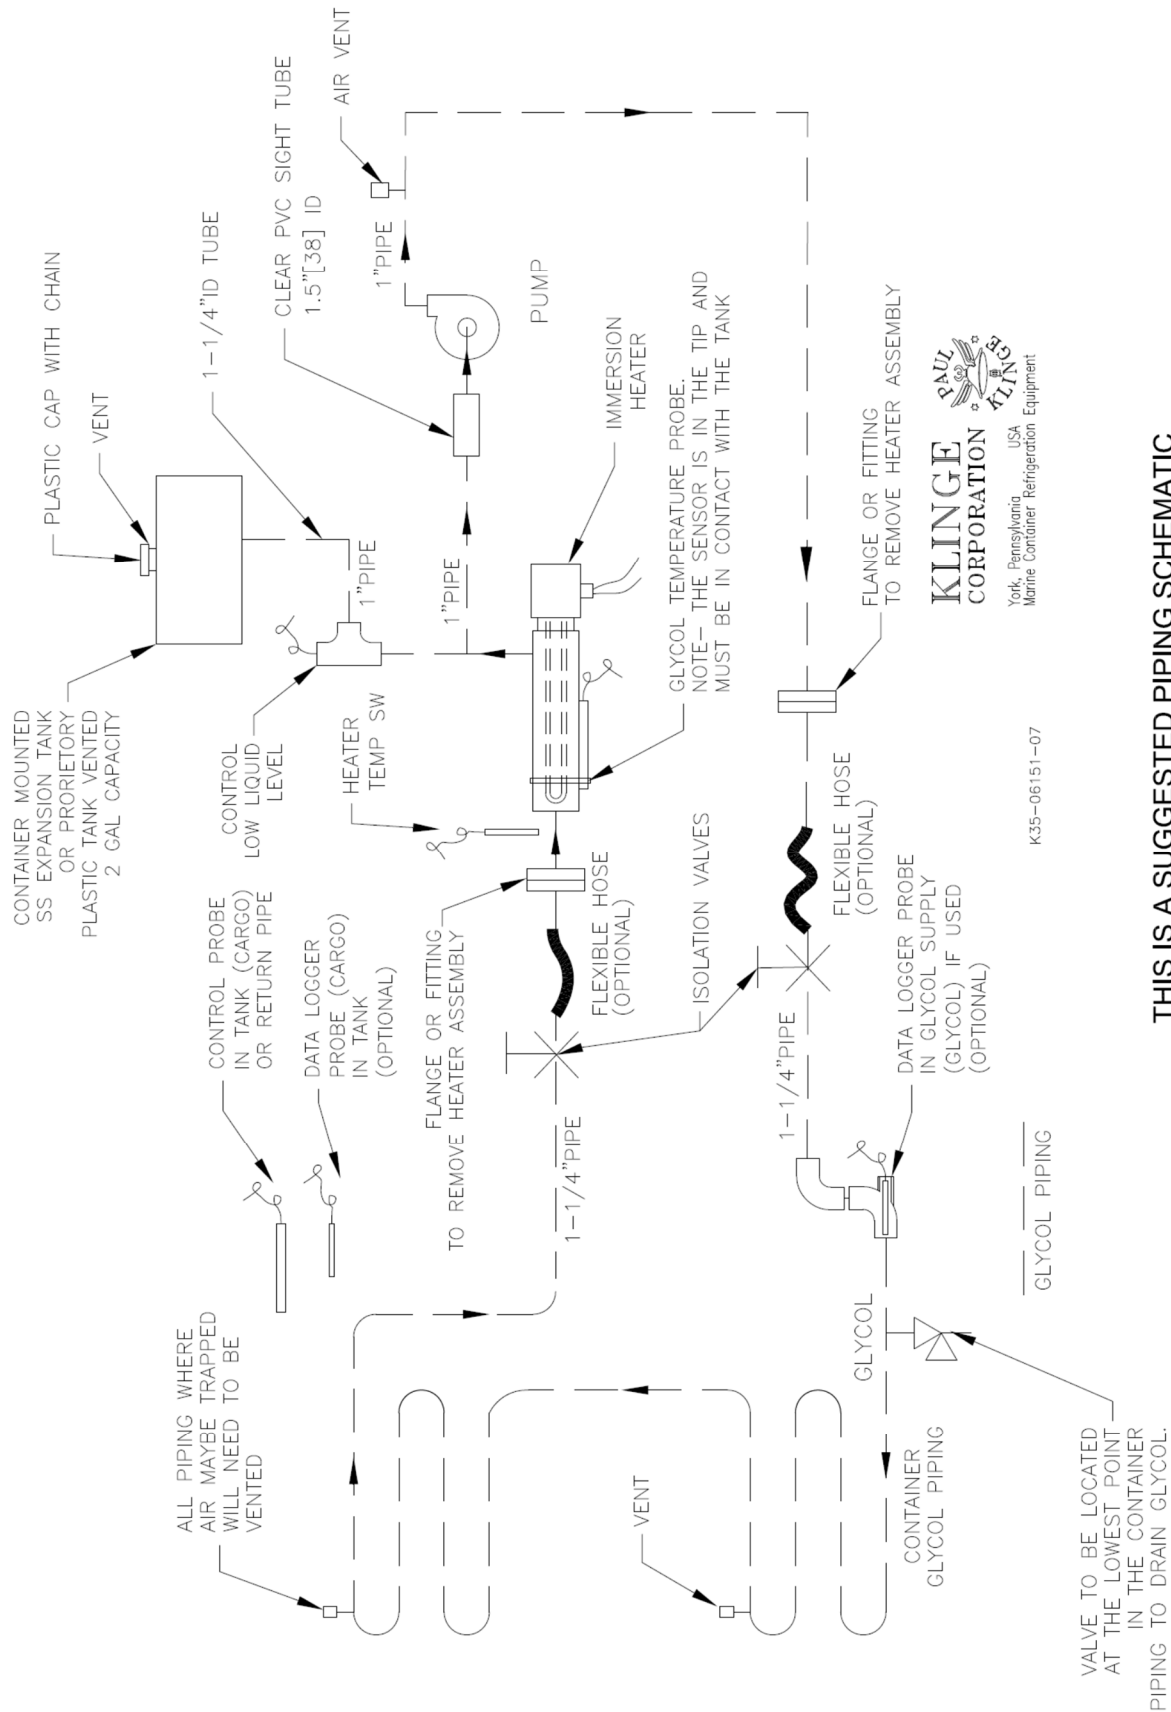 CONTAINER MOUNTED
SS EXPANSION TANK
OR PRORIETORY
PLASTIC TANK VENTED
2 GAL CAPACITY
PLASTIC CAP WITH CHAIN
VENT
1-1/4"ID TUBE
CLEAR PVC SIGHT TUBE
1.5"[38] ID
AIR VENT
CONTROL
LOW LIQUID
LEVEL
1"PIPE
1"PIPE
1"PIPE
PUMP
HEATER
TEMP SW
IMMERSION
HEATER
GLYCOL TEMPERATURE PROBE.
NOTE- THE SENSOR IS IN THE TIP AND
MUST BE IN CONTACT WITH THE TANK
CONTROL PROBE
IN TANK (CARGO)
OR RETURN PIPE
DATA LOGGER
PROBE (CARGO)
IN TANK
(OPTIONAL)
FLANGE OR FITTING
TO REMOVE HEATER ASSEMBLY
FLEXIBLE HOSE
(OPTIONAL)
ISOLATION VALVES
1-1/4"PIPE
ALL PIPING WHERE
AIR MAYBE TRAPPED
WILL NEED TO BE
VENTED
VENT
CONTAINER
GLYCOL PIPING
GLYCOL
1-1/4"PIPE
FLEXIBLE HOSE
(OPTIONAL)
FLANGE OR FITTING
TO REMOVE HEATER ASSEMBLY
DATA LOGGER PROBE
IN GLYCOL SUPPLY
(GLYCOL) IF USED
(OPTIONAL)
VALVE TO BE LOCATED
AT THE LOWEST POINT
IN THE CONTAINER
PIPING TO DRAIN GLYCOL.
GLYCOL PIPING
K35-06151-07
KLINGE
CORPORATION
PAUL
KLINGE
York, Pennsylvania USA
Marine Container Refrigeration Equipment
THIS IS A SUGGESTED PIPING SCHEMATIC